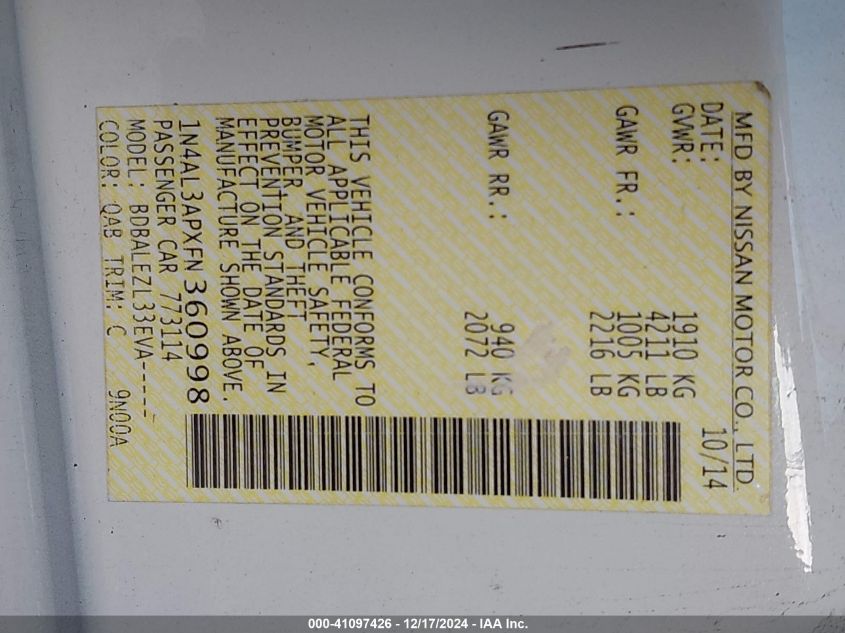 MFD BY NISSAN MOTOR CO., LTD.
DATE: 10/14
GVWR: 1910 KG
4211 LB
GAWR FR.: 1005 KG
2216 LB
GAWR RR.: 940 KG
2072 LB
THIS VEHICLE CONFORMS TO
ALL APPLICABLE FEDERAL
MOTOR VEHICLE SAFETY,
BUMPER, AND THEFT
PREVENTION STANDARDS IN
EFFECT ON THE DATE OF
MANUFACTURE SHOWN ABOVE.
1N4AL3APXFN360998
PASSENGER CAR 773114
MODEL: BDBALEZL33EVA-----
COLOR: QAB TRIM: C 9N00A
000-41097426 - 12/17/2024 - IAA Inc.